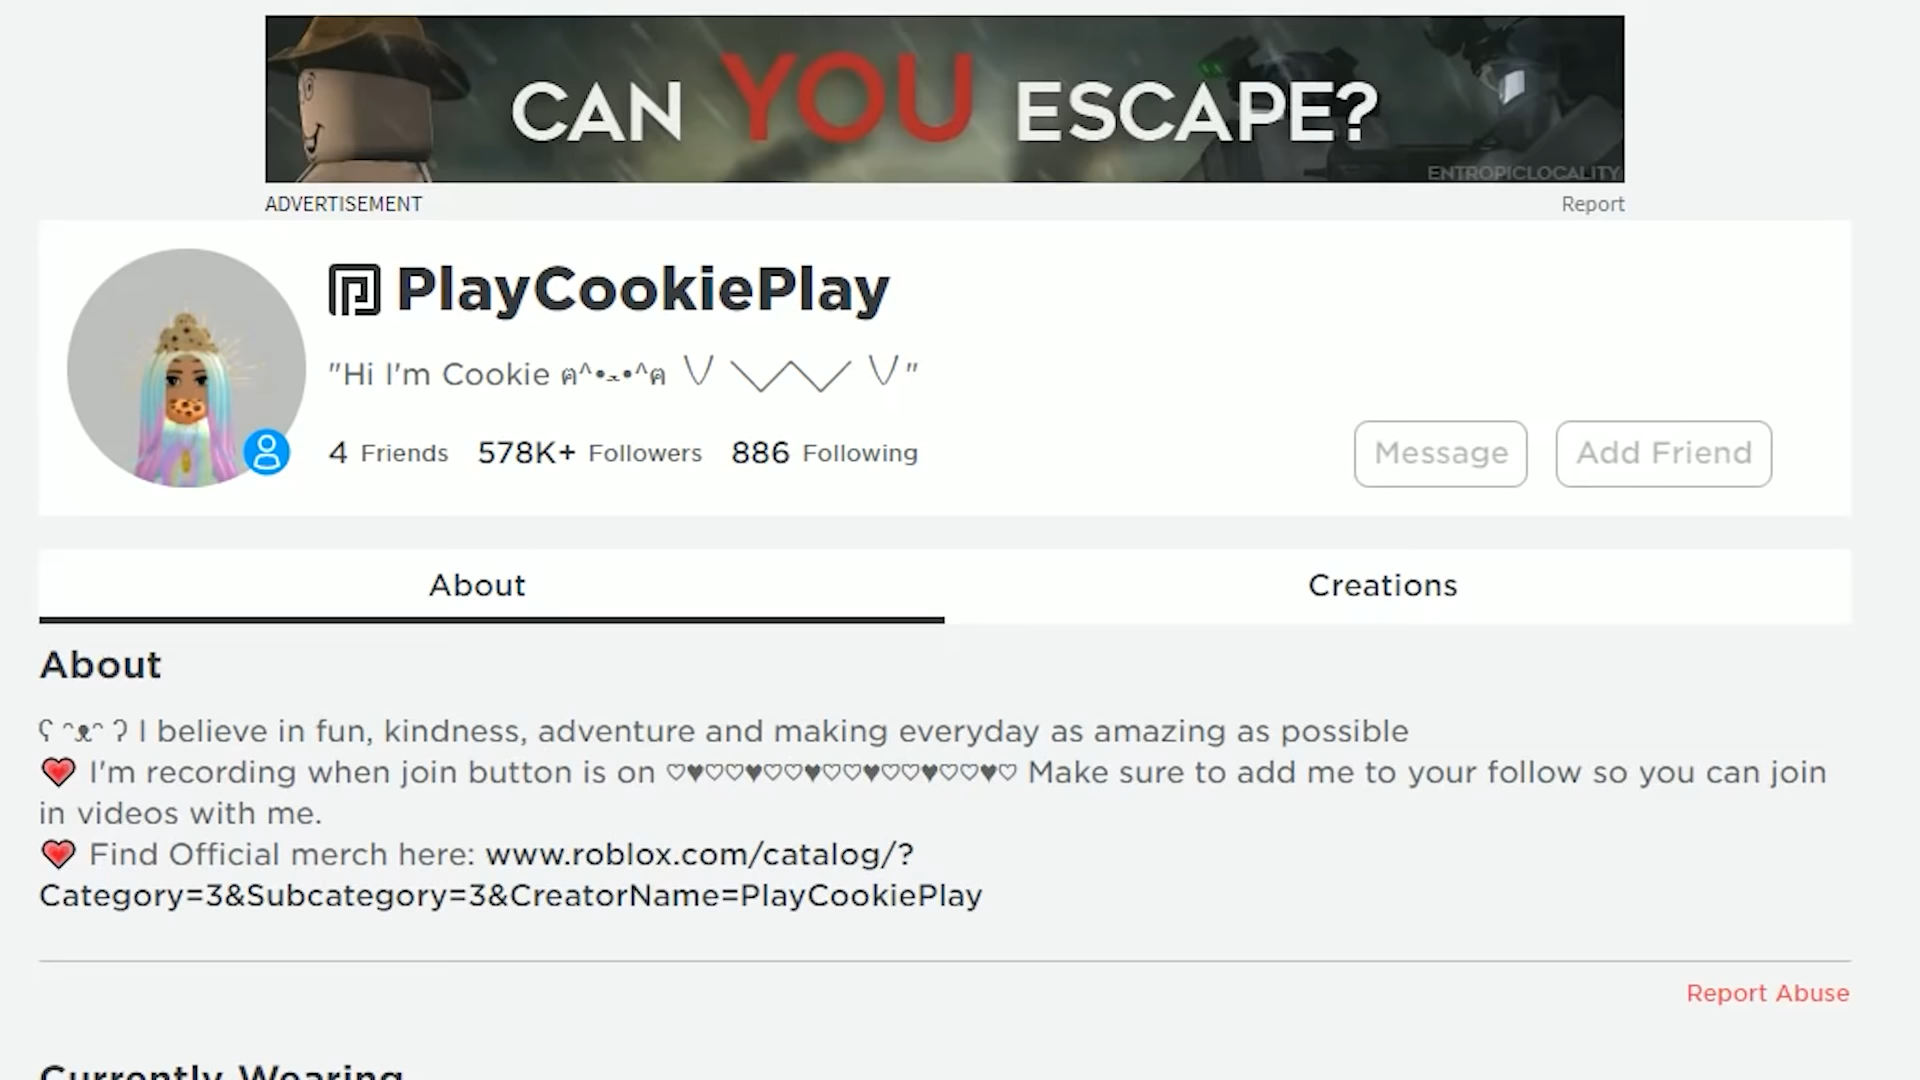 CAN YOU ESCAPE?
ENTROPICLOCALITY
ADVERTISEMENT
Report
PlayCookiePlay
"Hi I'm Cookie ฅ^•ﻌ•^ฅ \/ \/\/ \/"
4 Friends 578K+ Followers 886 Following
Message
Add Friend
About
Creations
About
ʕ ᵔᴥᵔ ʔ I believe in fun, kindness, adventure and making everyday as amazing as possible
💗 I'm recording when join button is on ♡♥♡♡♥♡♡♥♡♡♥♡♡♥♡♡♥♡ Make sure to add me to your follow so you can join
in videos with me.
💗 Find Official merch here: www.roblox.com/catalog/?
Category=3&Subcategory=3&CreatorName=PlayCookiePlay
Report Abuse
Currently Wearing